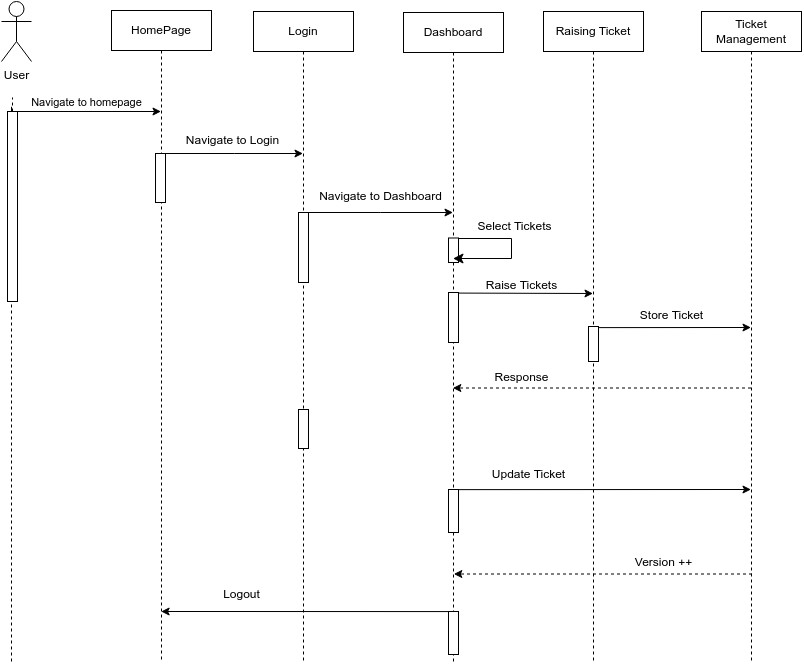 HomePage
Login
Dashboard
Raising Ticket
Ticket
Management
User
Navigate to homepage
Navigate to Login
Navigate to Dashboard
Select Tickets
Raise Tickets
Store Ticket
Response
Update Ticket
Version ++
Logout